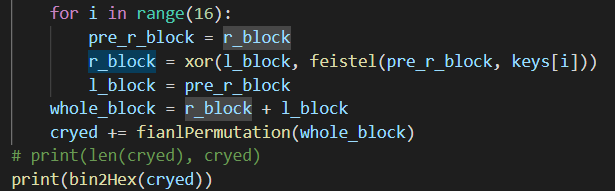 for i in range(16):
pre_r_block = r_block
r_block = xor(l_block, feistel(pre_r_block, keys[i]))
l_block = pre_r_block
whole_block = r_block + l_block
cryed += fianlPermutation(whole_block)
# print(len(cryed), cryed)
print(bin2Hex(cryed))